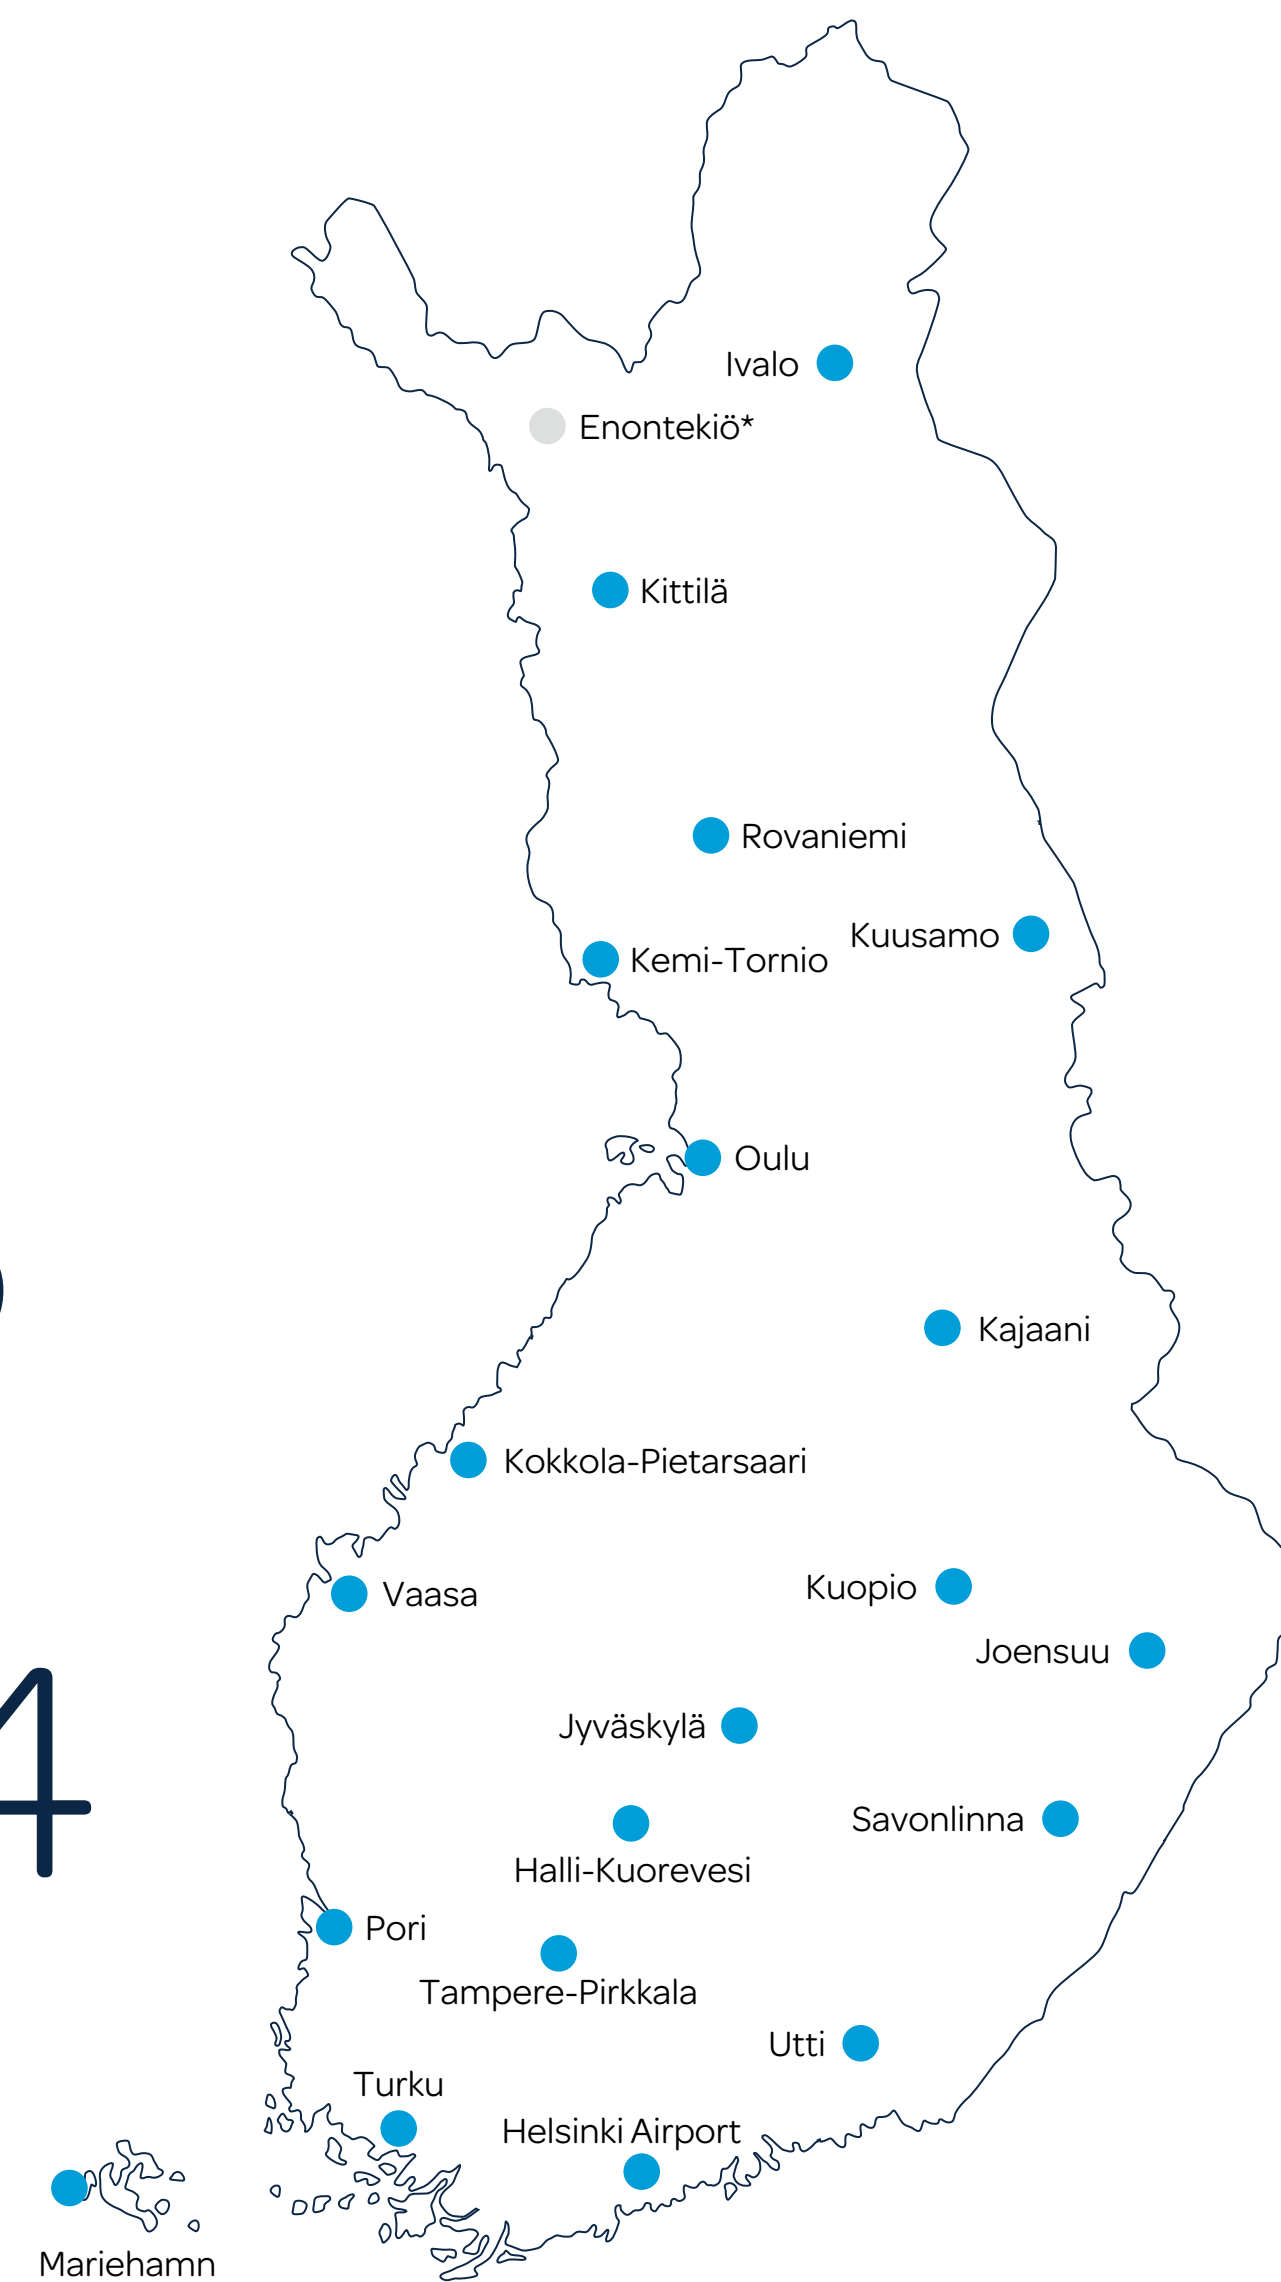 Ivalo
Enontekiö*
Kittilä
Rovaniemi
Kuusamo
Kemi-Tornio
Oulu
Kajaani
Kokkola-Pietarsaari
Kuopio
Vaasa
Joensuu
4
Jyväskylä
Savonlinna
Halli-Kuorevesi
Pori
Tampere-Pirkkala
Utti
Turku
Helsinki Airport
Mariehamn